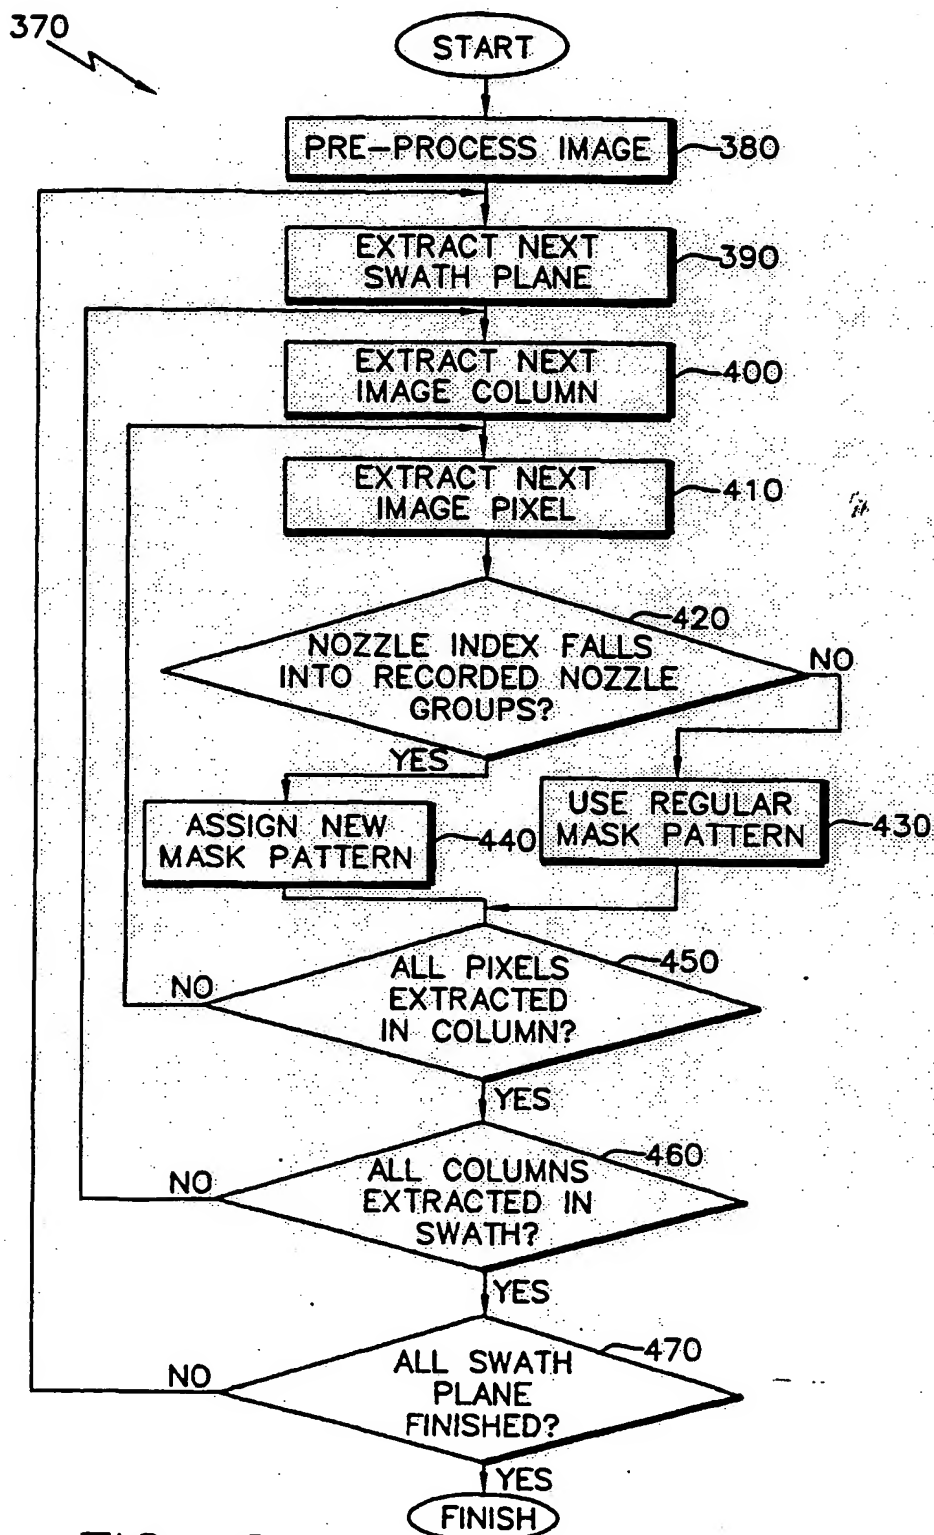 370
START
PRE-PROCESS IMAGE
380
EXTRACT NEXT
SWATH PLANE
390
EXTRACT NEXT
IMAGE COLUMN
400
EXTRACT NEXT
IMAGE PIXEL
410
420
NOZZLE INDEX FALLS
INTO RECORDED NOZZLE
GROUPS?
NO
YES
ASSIGN NEW
MASK PATTERN
440
USE REGULAR
MASK PATTERN
430
450
ALL PIXELS
EXTRACTED
IN COLUMN?
NO
YES
460
ALL COLUMNS
EXTRACTED IN
SWATH?
NO
YES
470
ALL SWATH
PLANE
FINISHED?
NO
YES
FINISH